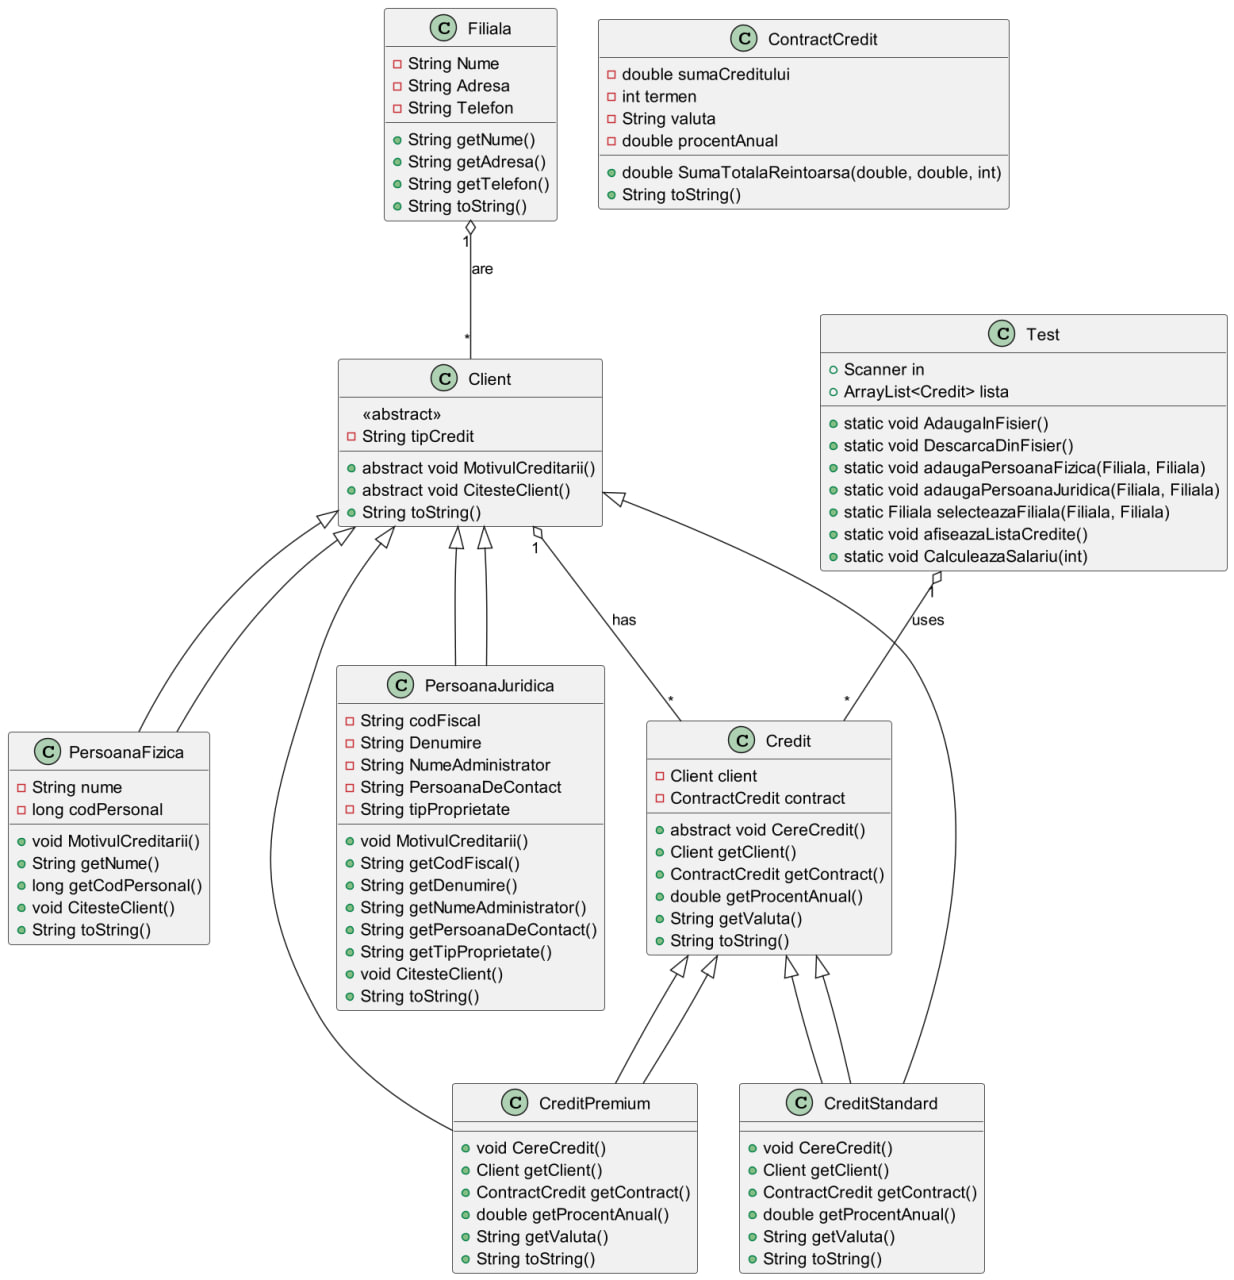 C Filiala
String Nume
String Adresa
String Telefon
String getNume()
String getAdresa()
String getTelefon()
String toString()
C ContractCredit
double sumaCreditului
int termen
String valuta
double procentAnual
double SumaTotalaReintoarsa(double, double, int)
String toString()
1
are
*
C Client
«abstract»
String tipCredit
abstract void MotivulCreditarii()
abstract void CitesteClient()
String toString()
C Test
Scanner in
ArrayList<Credit> lista
static void AdaugaInFisier()
static void DescarcaDinFisier()
static void adaugaPersoanaFizica(Filiala, Filiala)
static void adaugaPersoanaJuridica(Filiala, Filiala)
static Filiala selecteazaFiliala(Filiala, Filiala)
static void afiseazaListaCredite()
static void CalculeazaSalariu(int)
1
has
*
1
uses
*
C PersoanaFizica
String nume
long codPersonal
void MotivulCreditarii()
String getNume()
long getCodPersonal()
void CitesteClient()
String toString()
C PersoanaJuridica
String codFiscal
String Denumire
String NumeAdministrator
String PersoanaDeContact
String tipProprietate
void MotivulCreditarii()
String getCodFiscal()
String getDenumire()
String getNumeAdministrator()
String getPersoanaDeContact()
String getTipProprietate()
void CitesteClient()
String toString()
C Credit
Client client
ContractCredit contract
abstract void CereCredit()
Client getClient()
ContractCredit getContract()
double getProcentAnual()
String getValuta()
String toString()
C CreditPremium
void CereCredit()
Client getClient()
ContractCredit getContract()
double getProcentAnual()
String getValuta()
String toString()
C CreditStandard
void CereCredit()
Client getClient()
ContractCredit getContract()
double getProcentAnual()
String getValuta()
String toString()